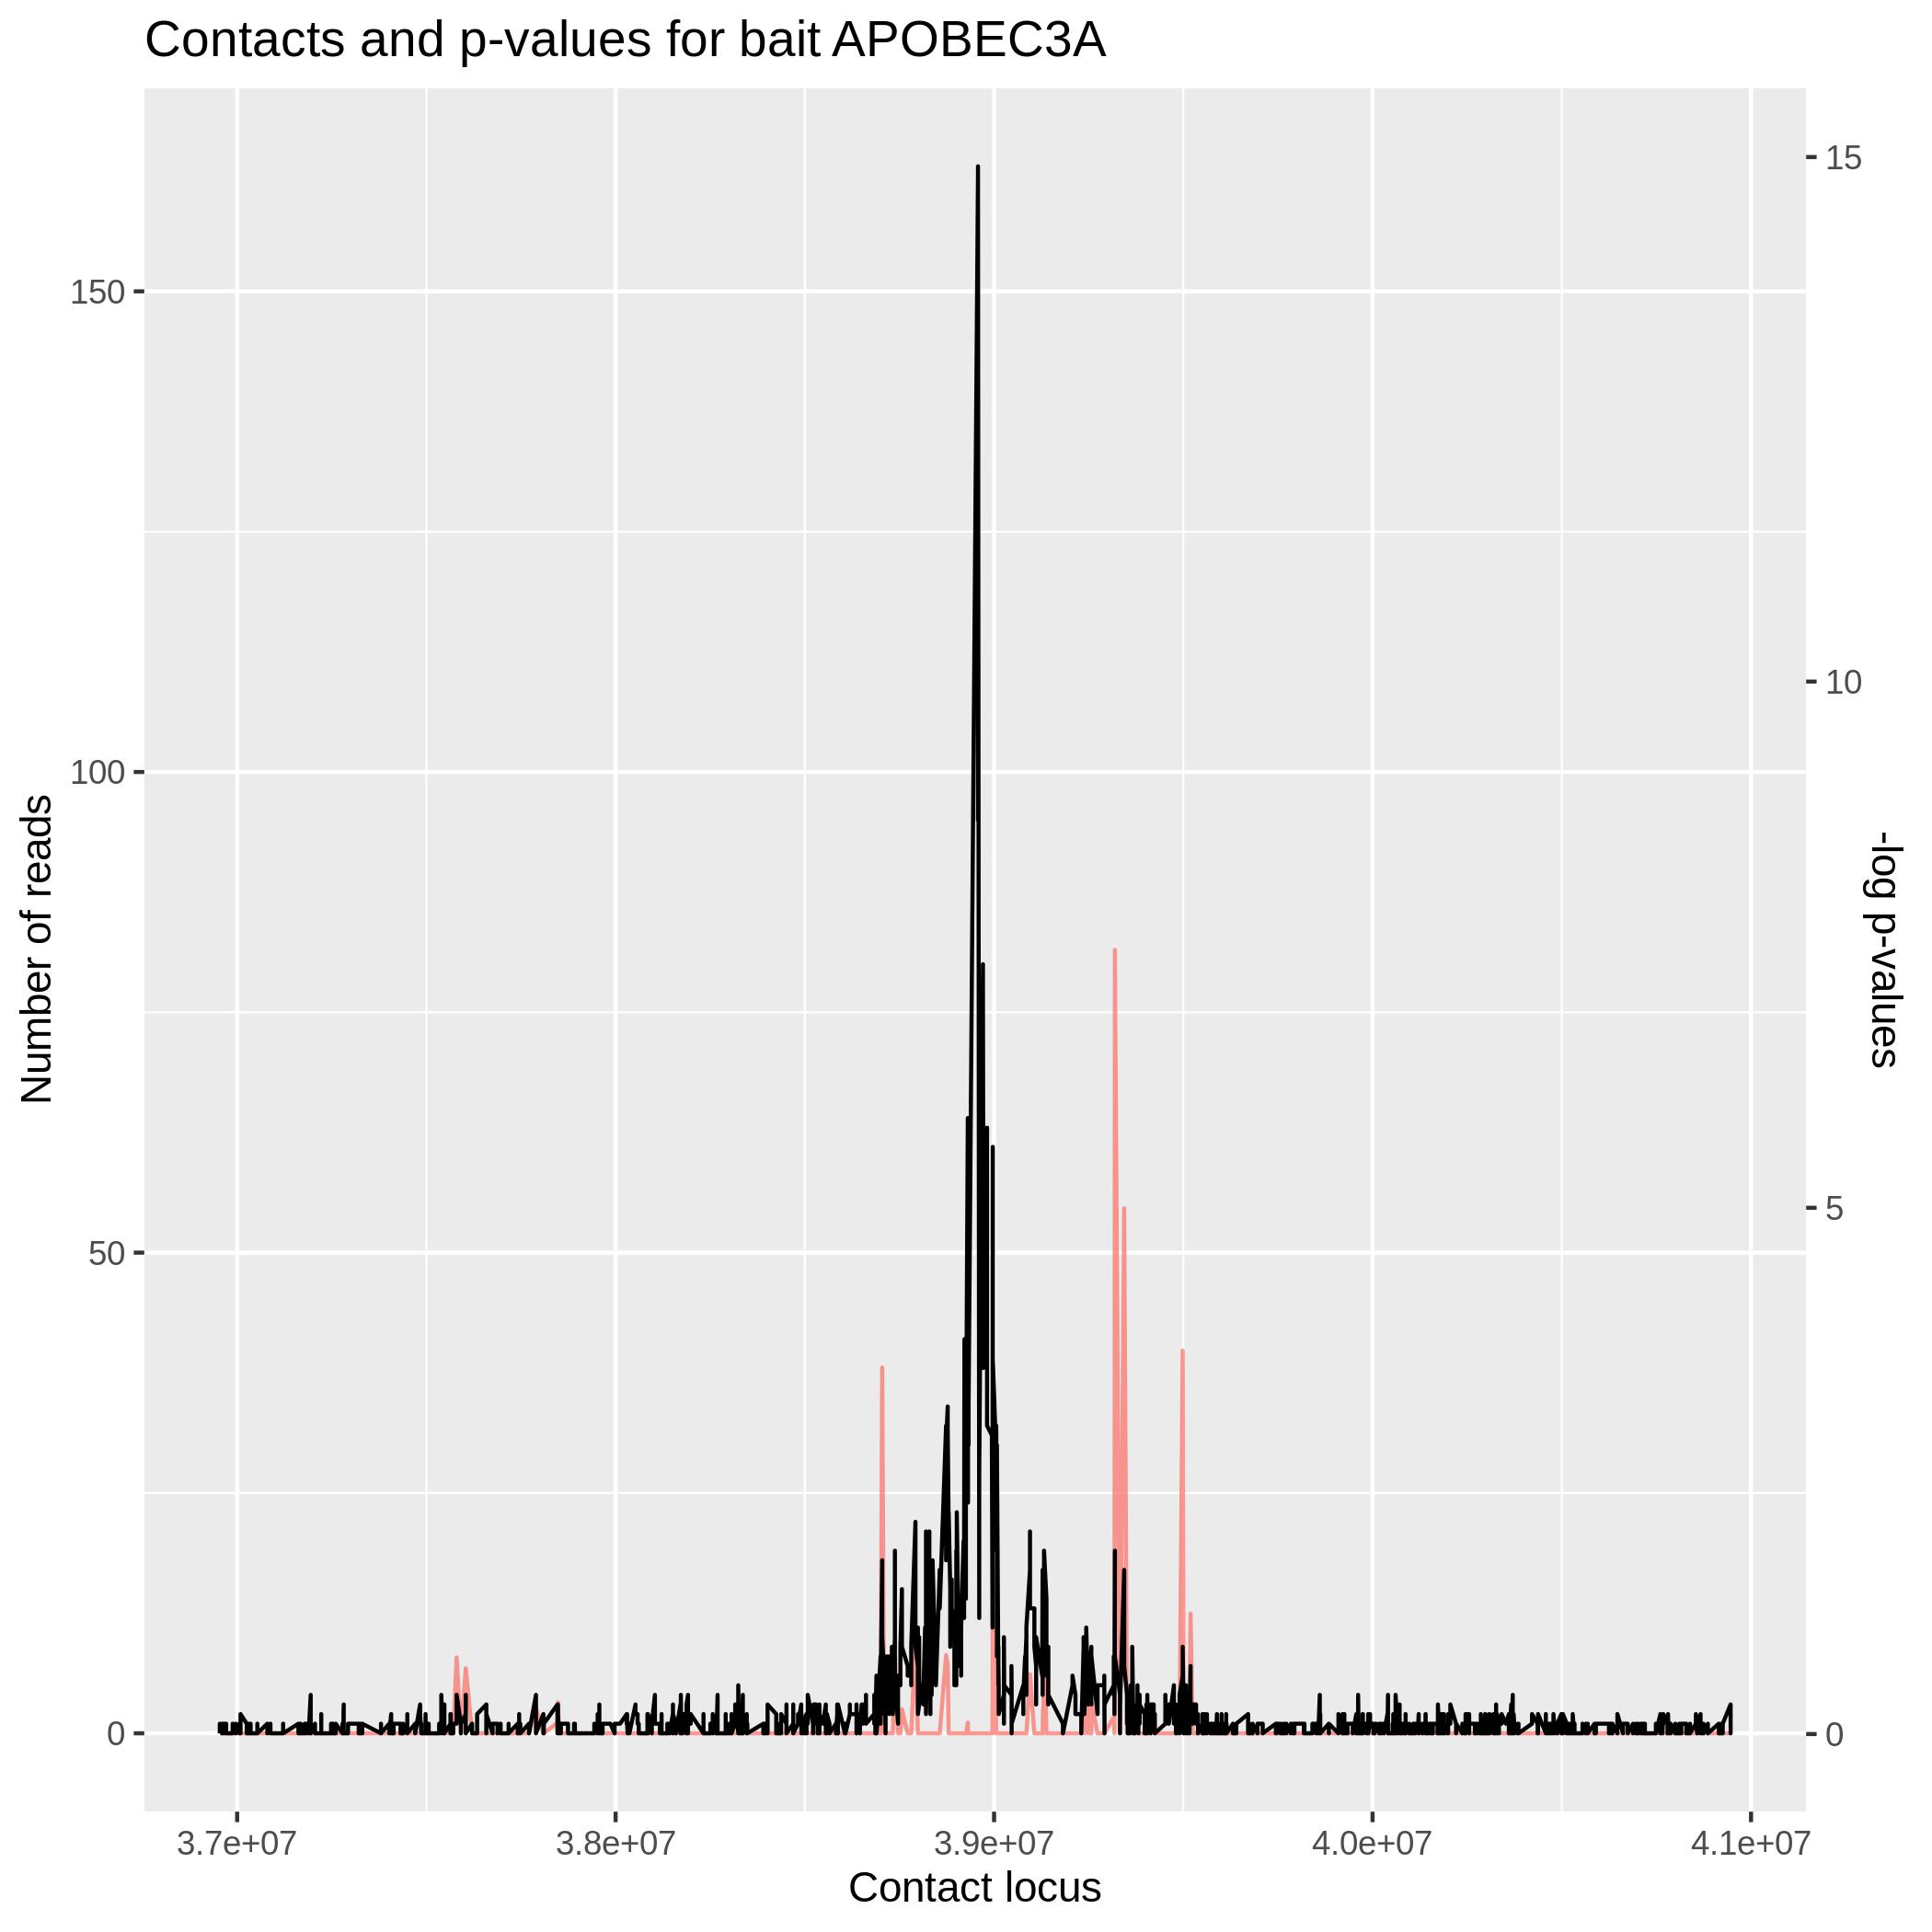 Contacts and p-values for bait APOBEC3A
15
150
10
100
Number of reads
-log p-values
5
50
0
0
3.7e+07
3.8e+07
3.9e+07
4.0e+07
4.1e+07
Contact locus